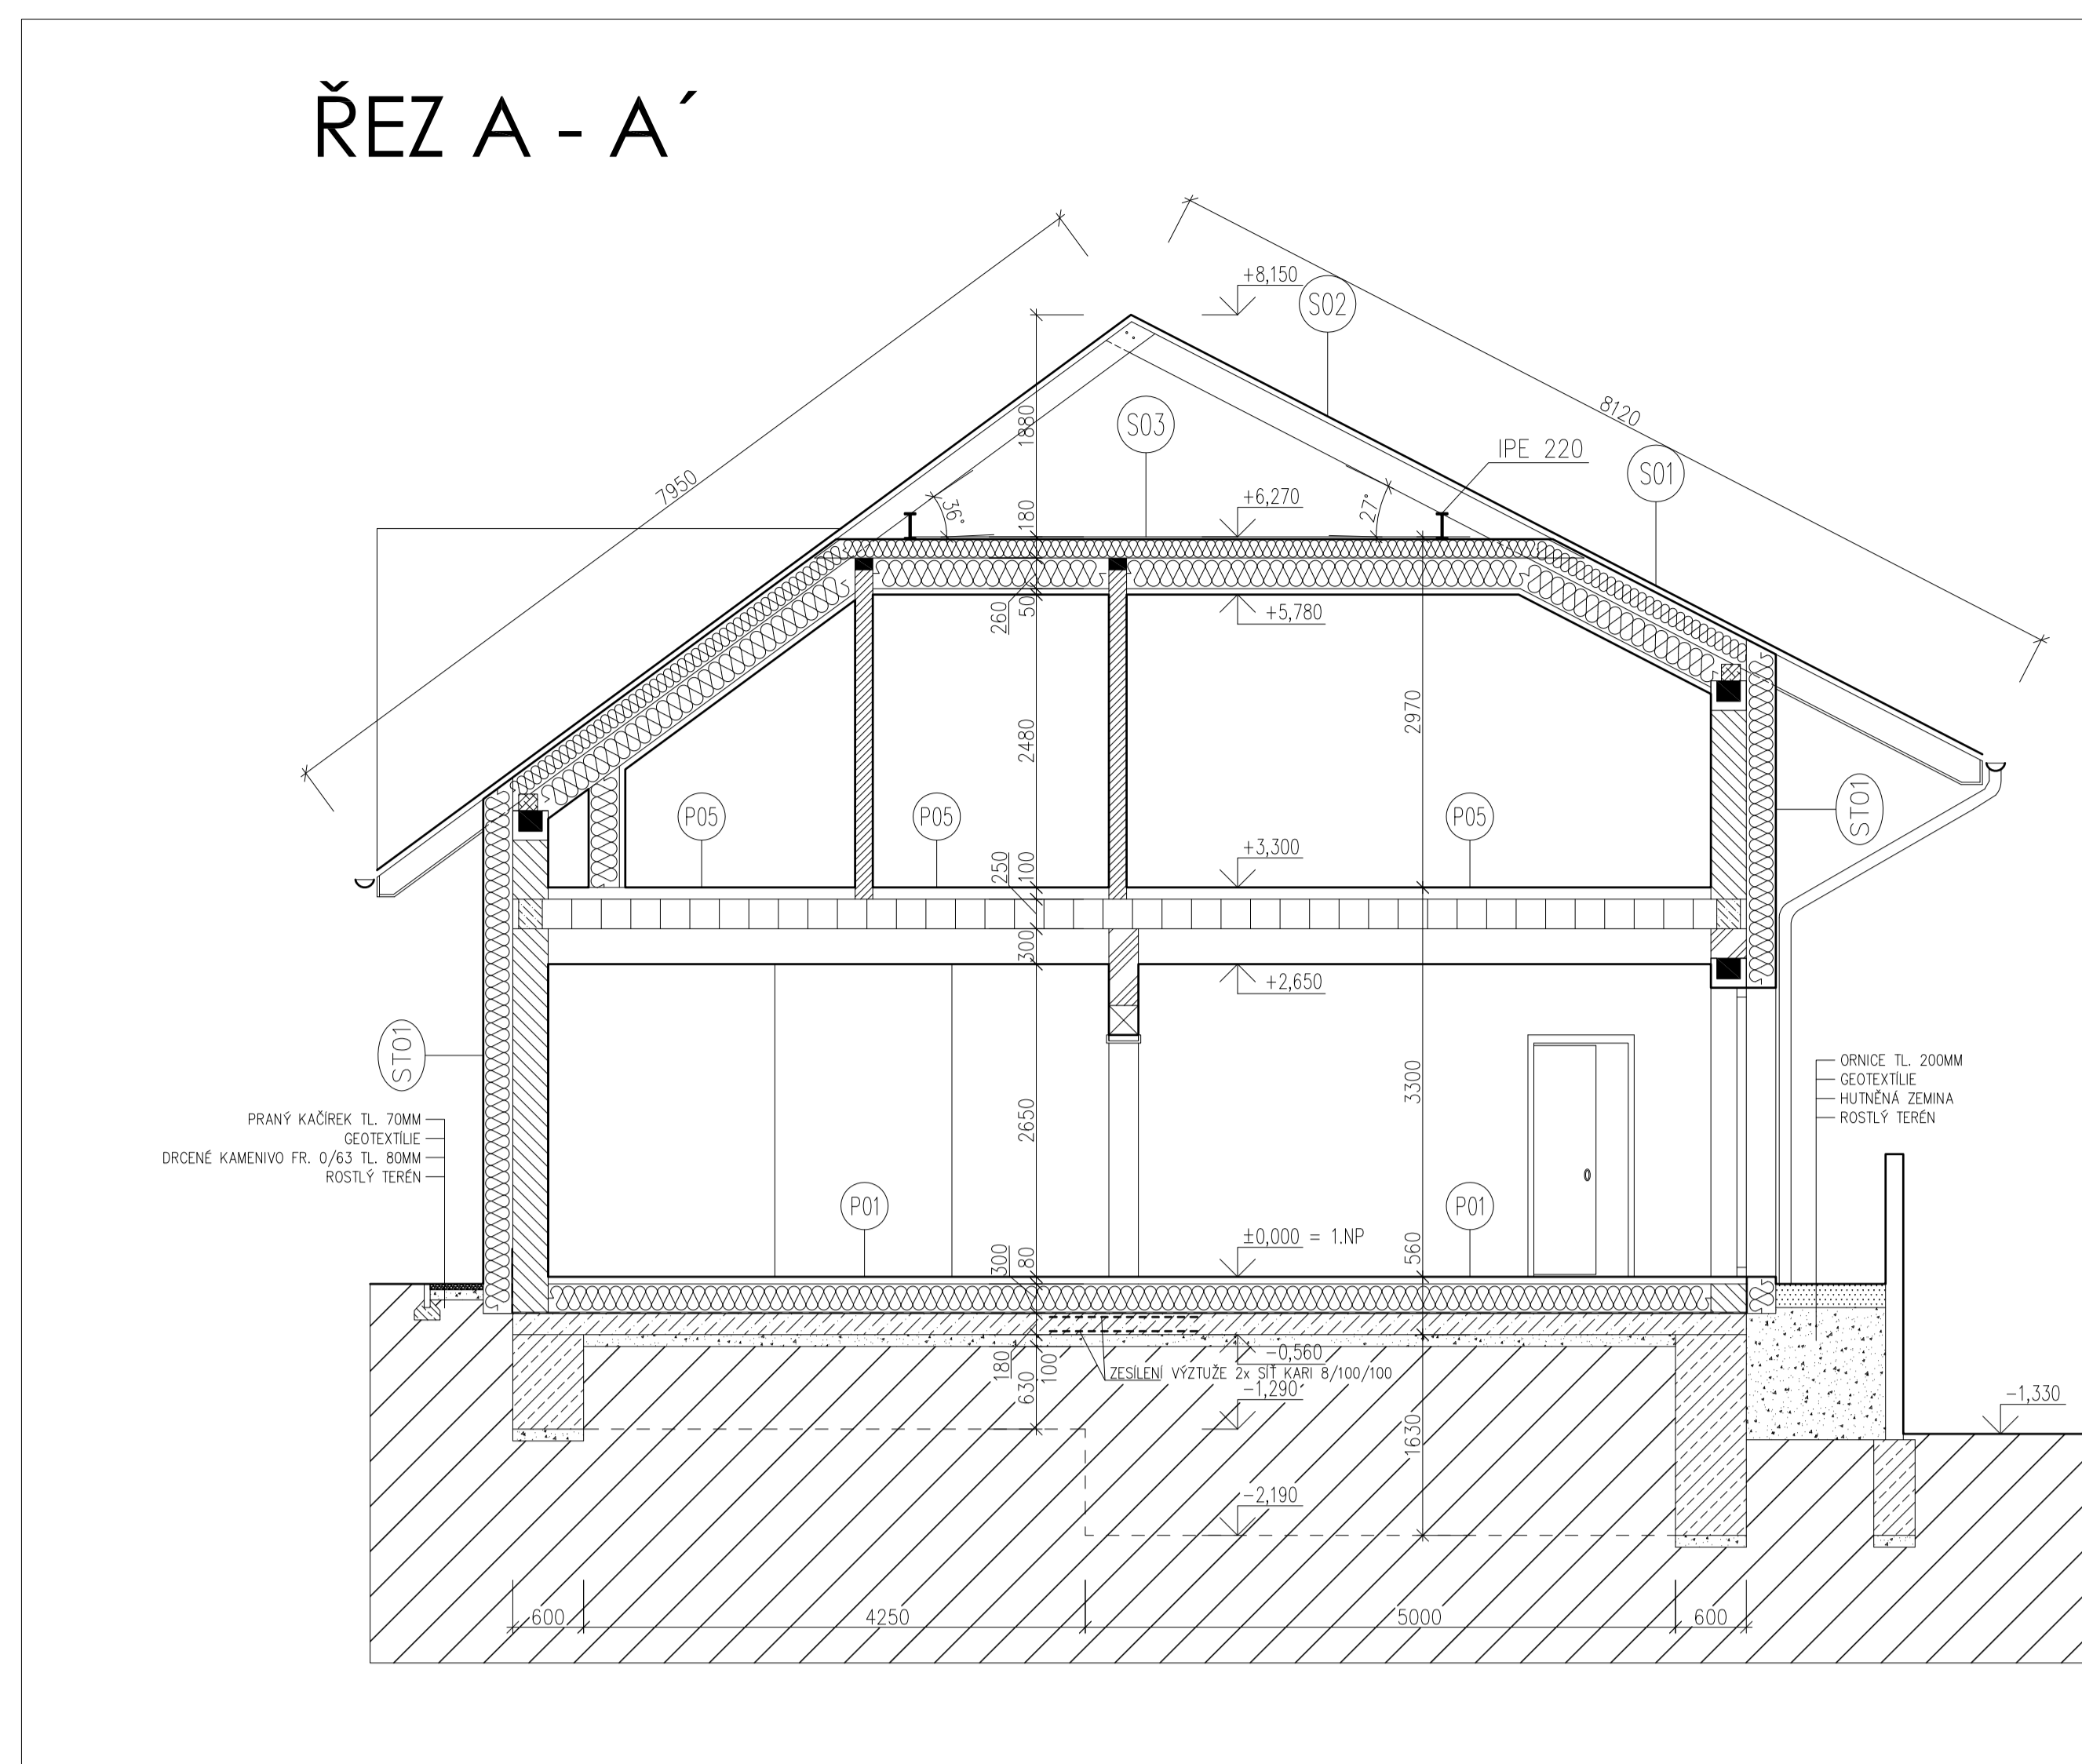 ŘEZ A - A´
+8,150
S02
8120
7950
1880
S03
IPE 220
S01
+6,270
36°
27°
180
260
50
+5,780
2970
2480
P05
P05
P05
ST01
+3,300
250
100
300
+2,650
ST01
ORNICE TL. 200MM
GEOTEXTÍLIE
HUTNĚNÁ ZEMINA
ROSTLÝ TERÉN
PRANÝ KAČÍREK TL. 70MM
GEOTEXTÍLIE
DRCENÉ KAMENIVO FR. 0/63 TL. 80MM
ROSTLÝ TERÉN
2650
3300
P01
P01
±0,000 = 1.NP
300
80
560
-0,560
180
100
ZESÍLENÍ VÝZTUŽE 2x SÍŤ KARI 8/100/100
630
-1,290
1630
-1,330
-2,190
600
4250
5000
600